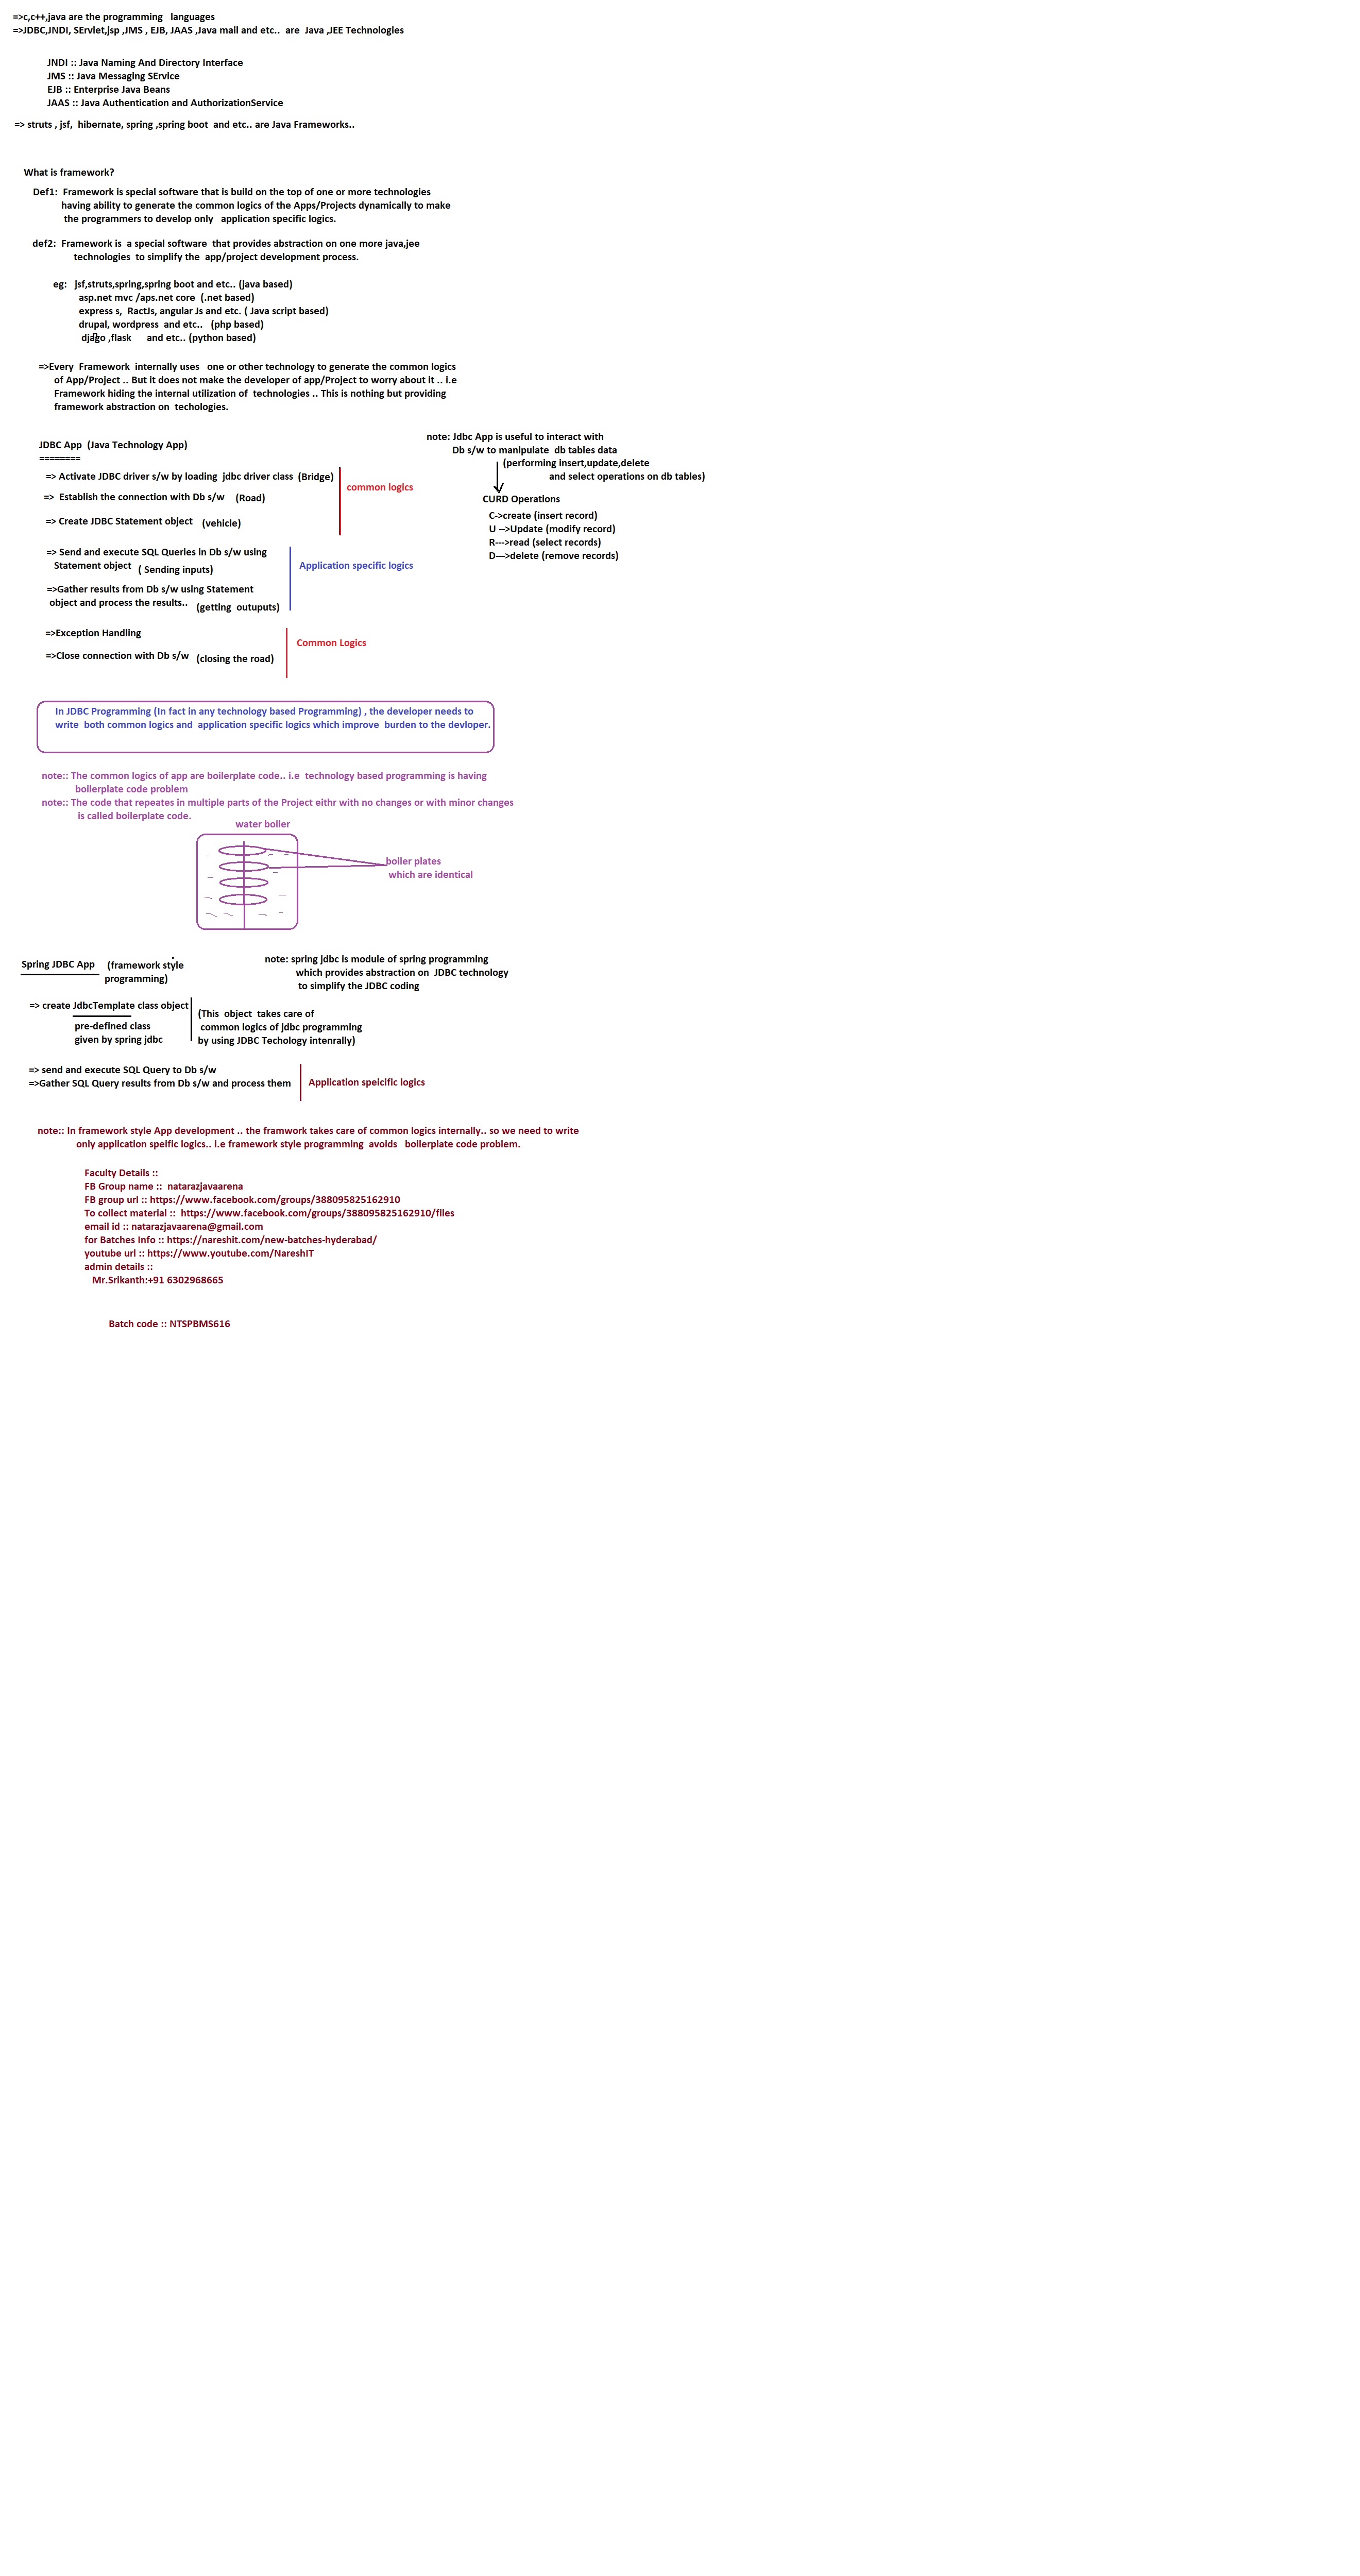 =>c,c++,java are the programming languages
=>JDBC,JNDI, SErvlet,jsp ,JMS , EJB, JAAS ,Java mail and etc.. are Java ,JEE Technologies
JNDI :: Java Naming And Directory Interface
JMS :: Java Messaging SErvice
EJB :: Enterprise Java Beans
JAAS :: Java Authentication and AuthorizationService
=> struts , jsf, hibernate, spring ,spring boot and etc.. are Java Frameworks..
What is framework?
Def1: Framework is special software that is build on the top of one or more technologies
having ability to generate the common logics of the Apps/Projects dynamically to make
the programmers to develop only application specific logics.
def2: Framework is a special software that provides abstraction on one more java,jee
technologies to simplify the app/project development process.
eg: jsf,struts,spring,spring boot and etc.. (java based)
asp.net mvc /aps.net core (.net based)
express s, RactJs, angular Js and etc. ( Java script based)
drupal, wordpress and etc.. (php based)
djago ,flask and etc.. (python based)
n
=>Every Framework internally uses one or other technology to generate the common logics
of App/Project .. But it does not make the developer of app/Project to worry about it .. i.e
Framework hiding the internal utilization of technologies .. This is nothing but providing
framework abstraction on techologies.
JDBC App (Java Technology App)
========
=> Activate JDBC driver s/w by loading jdbc driver class (Bridge)
=> Establish the connection with Db s/w (Road)
=> Create JDBC Statement object (vehicle)
common logics
note: Jdbc App is useful to interact with
Db s/w to manipulate db tables data
(performing insert,update,delete
and select operations on db tables)
CURD Operations
C->create (insert record)
U -->Update (modify record)
R--->read (select records)
D--->delete (remove records)
=> Send and execute SQL Queries in Db s/w using
Statement object ( Sending inputs)
=>Gather results from Db s/w using Statement
object and process the results.. (getting outuputs)
Application specific logics
=>Exception Handling
=>Close connection with Db s/w (closing the road)
Common Logics
In JDBC Programming (In fact in any technology based Programming) , the developer needs to
write both common logics and application specific logics which improve burden to the devloper.
note:: The common logics of app are boilerplate code.. i.e technology based programming is having
boilerplate code problem
note:: The code that repeates in multiple parts of the Project eithr with no changes or with minor changes
is called boilerplate code.
water boiler
boiler plates
which are identical
Spring JDBC App (framework style
programming)
note: spring jdbc is module of spring programming
which provides abstraction on JDBC technology
to simplify the JDBC coding
=> create JdbcTemplate class object
pre-defined class
given by spring jdbc
(This object takes care of
common logics of jdbc programming
by using JDBC Techology intenrally)
=> send and execute SQL Query to Db s/w
=>Gather SQL Query results from Db s/w and process them
Application speicific logics
note:: In framework style App development .. the framwork takes care of common logics internally.. so we need to write
only application speific logics.. i.e framework style programming avoids boilerplate code problem.
Faculty Details ::
FB Group name :: natarazjavaarena
FB group url :: https://www.facebook.com/groups/388095825162910
To collect material :: https://www.facebook.com/groups/388095825162910/files
email id :: natarazjavaarena@gmail.com
for Batches Info :: https://nareshit.com/new-batches-hyderabad/
youtube url :: https://www.youtube.com/NareshIT
admin details ::
Mr.Srikanth:+91 6302968665
Batch code :: NTSPBMS616